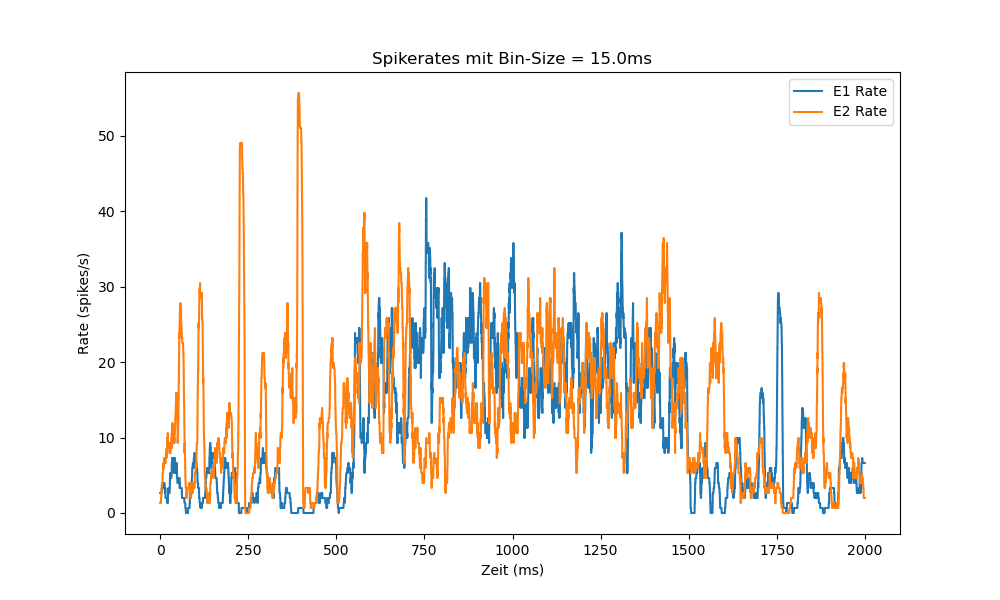 Spikerates mit Bin-Size = 15.0ms
E1 Rate
E2 Rate
Rate (spikes/s)
50
40
30
20
10
0
0 250 500 750 1000 1250 1500 1750 2000
Zeit (ms)